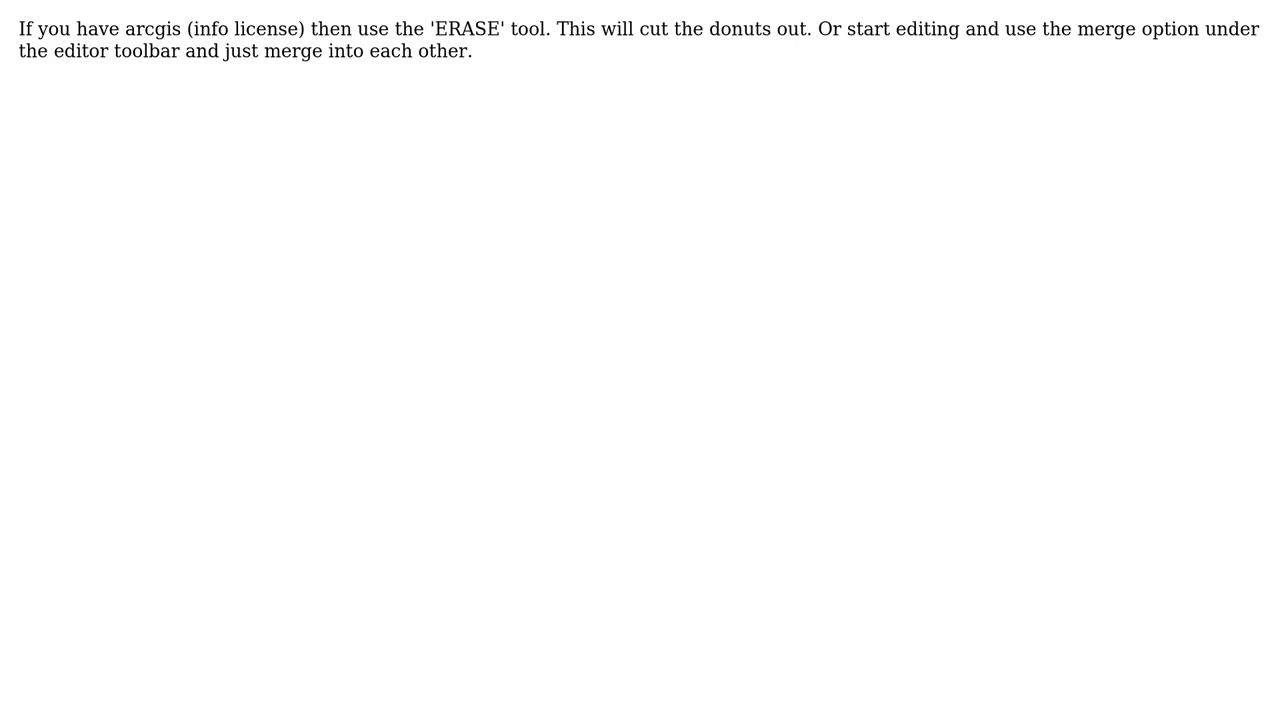 If you have arcgis (info license) then use the 'ERASE' tool. This will cut the donuts out. Or start editing and use the merge option under
the editor toolbar and just merge into each other.